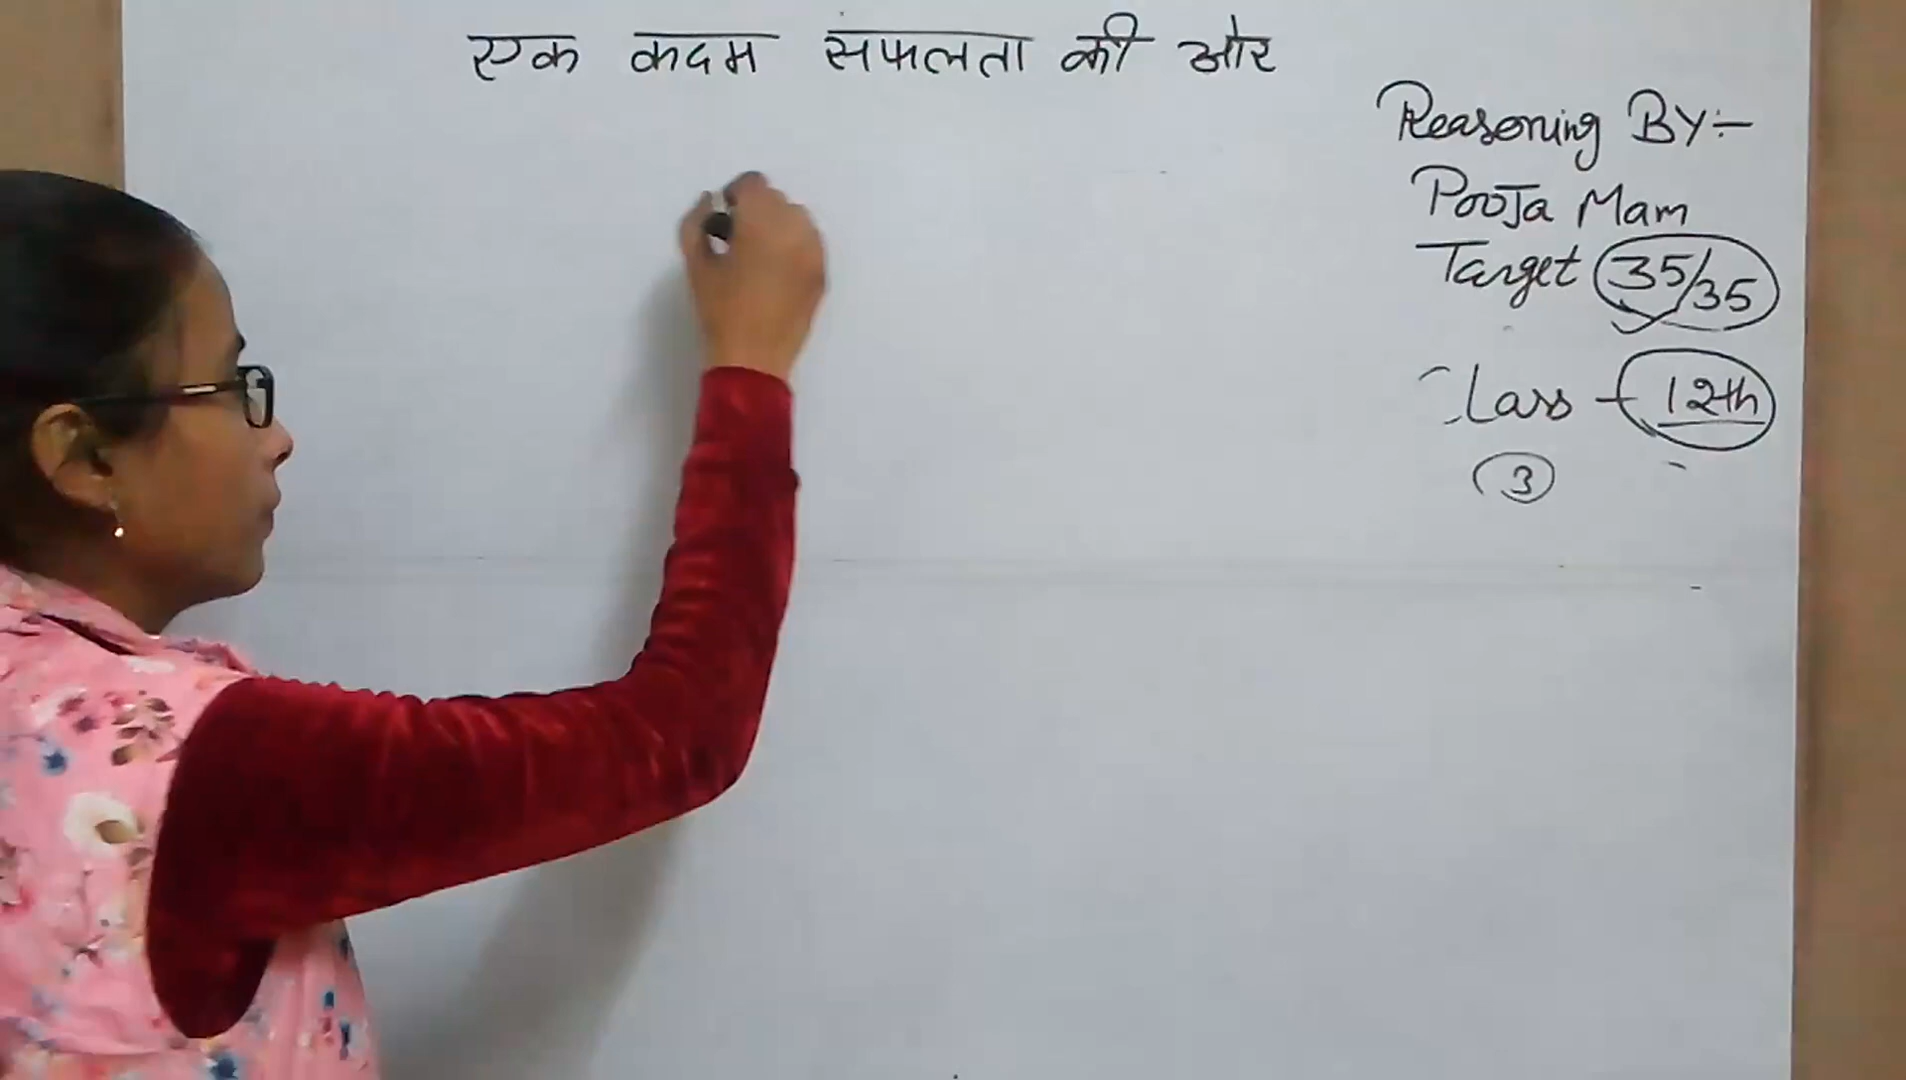 एक कदम सफलता की ओर
Reasoning BY:-
PooJa Mam
Target 35/35
Class - 12th
3